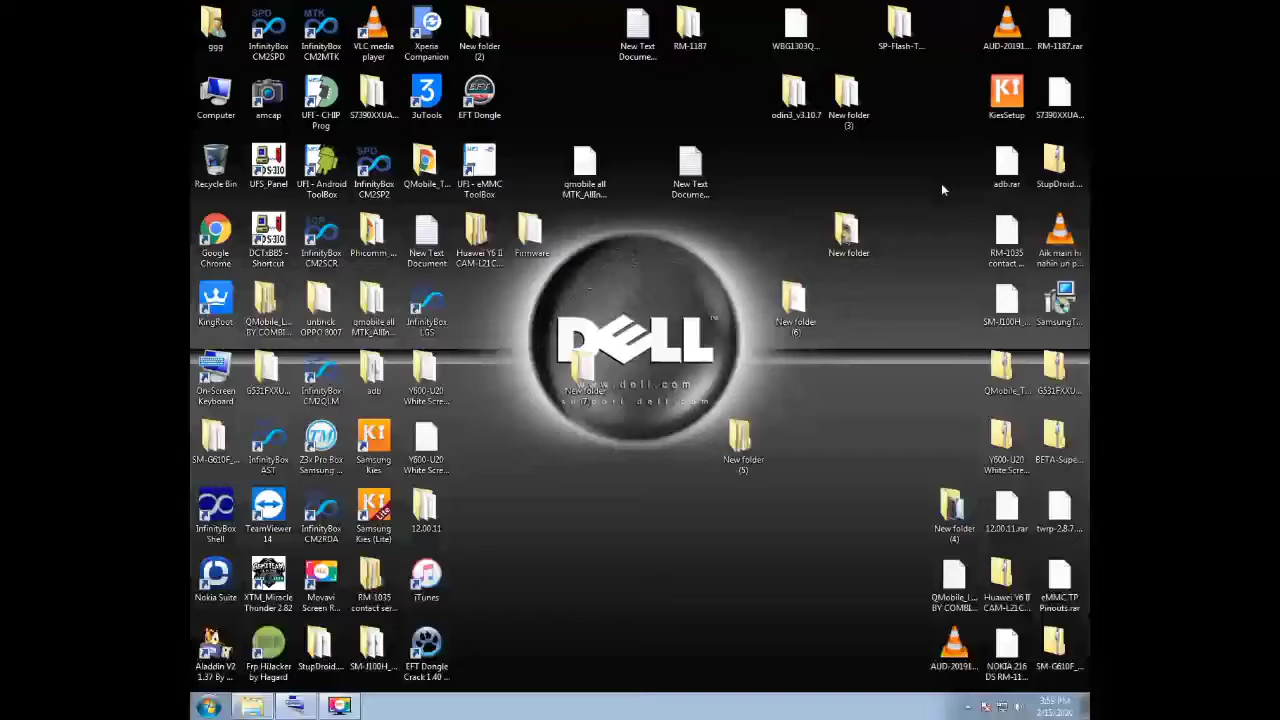 ggg
InfinityBox CM2SPD
InfinityBox CM2MTK
VLC media player
Xperia Companion
New folder (2)
New Text Docume...
RM-1187
WBG1303Q...
SP-Flash-T...
AUD-20191...
RM-1187.rar
Computer
amcap
UFI - CHIP Prog
S7390XXUA...
3uTools
EFT Dongle
odin3_v3.10.7
New folder (3)
KiesSetup
S7390XXUA...
Recycle Bin
UFS_Panel
UFI - Android ToolBox
InfinityBox CM2SP2
QMobile_T...
UFI - eMMC ToolBox
qmobile all MTK_AllIn...
New Text Docume...
adb.rar
StupDroid....
Google Chrome
DCTxBB5 - Shortcut
InfinityBox CM2SCR
Phicomm_...
New Text Document
Huawei Y6 II CAM-L21C...
Firmware
New folder
RM-1035 contact ...
Aik main hi nahin un p...
KingRoot
QMobile_L... BY COMBI...
unbrick OPPO 8007
qmobile all MTK_AllIn...
InfinityBox LGS
New folder (6)
SM-J100H_...
SamsungT...
DELL™
www.dell.com
support.dell.com
On-Screen Keyboard
G531FXXU...
InfinityBox CM2QLM
adb
Y600-U20 White Scre...
New folder
QMobile_T...
G531FXXU...
SM-G610F_...
InfinityBox AST
Z3x Pro Box Samsung ...
Samsung Kies
Y600-U20 White Scre...
New folder (5)
Y600-U20 White Scre...
BETA-Supe...
InfinityBox Shell
TeamViewer 14
InfinityBox CM2RDA
Samsung Kies (Lite)
12.00.11
New folder (4)
12.00.11.rar
twrp-2.8.7....
Nokia Suite
XTM_Miracle Thunder 2.82
Movavi Screen R...
RM-1035 contact ser...
iTunes
QMobile_L... BY COMBI...
Huawei Y6 II CAM-L21C...
eMMC.TP Pinouts.rar
Aladdin V2 1.37 By ...
Frp HiJacker by Hagard
StupDroid....
SM-J100H_...
EFT Dongle Crack 1.40 ...
AUD-20191...
NOKIA 216 DS RM-11...
SM-G610F_...